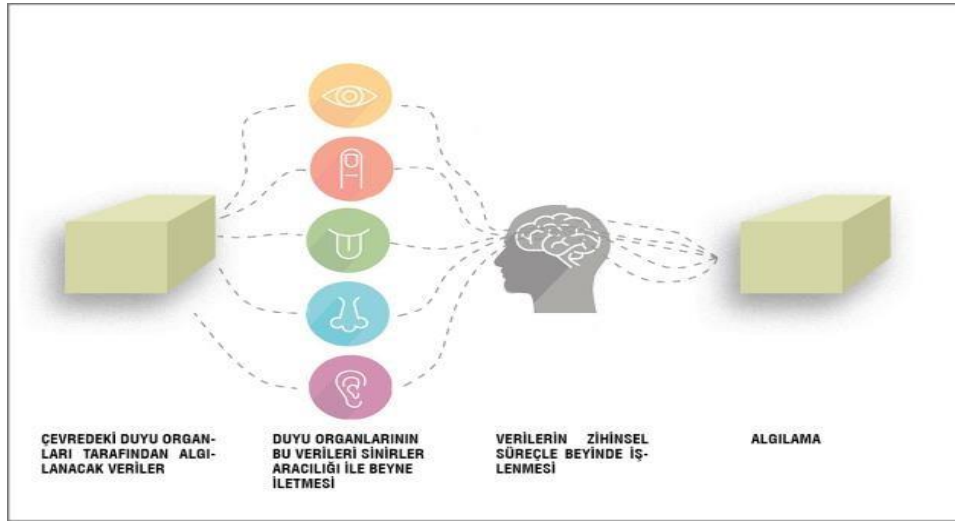 ÇEVREDEKİ DUYU ORGAN-
LARI TARAFINDAN ALGI-
LANACAK VERİLER
DUYU ORGANLARININ
BU VERİLERİ SİNİRLER
ARACILIĞI İLE BEYNE
İLETMESİ
VERİLERİN ZİHİNSEL
SÜREÇLE BEYİNDE İŞ-
LENMESİ
ALGILAMA